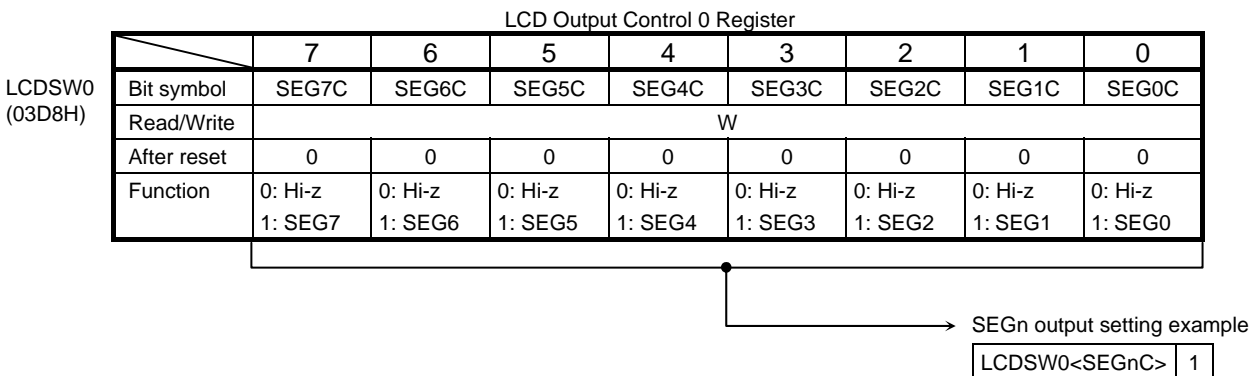 LCD Output Control 0 Register
7 6 5 4 3 2 1 0
LCDSW0
(03D8H)
Bit symbol SEG7C SEG6C SEG5C SEG4C SEG3C SEG2C SEG1C SEG0C
Read/Write W
After reset 0 0 0 0 0 0 0 0
Function 0: Hi-z 0: Hi-z 0: Hi-z 0: Hi-z 0: Hi-z 0: Hi-z 0: Hi-z 0: Hi-z
1: SEG7 1: SEG6 1: SEG5 1: SEG4 1: SEG3 1: SEG2 1: SEG1 1: SEG0
SEGn output setting example
LCDSW0<SEGnC> 1